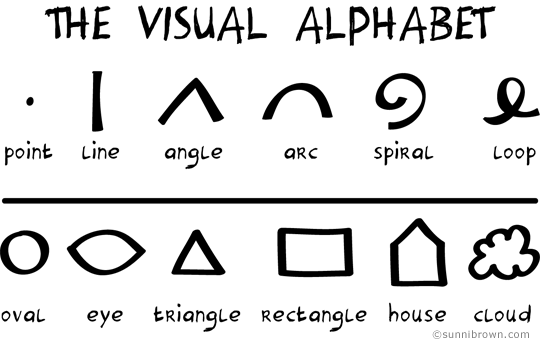 THE VISUAL ALPHABET
point line angle arc spiral loop
oval eye triangle rectangle house cloud
©sunnibrown.com